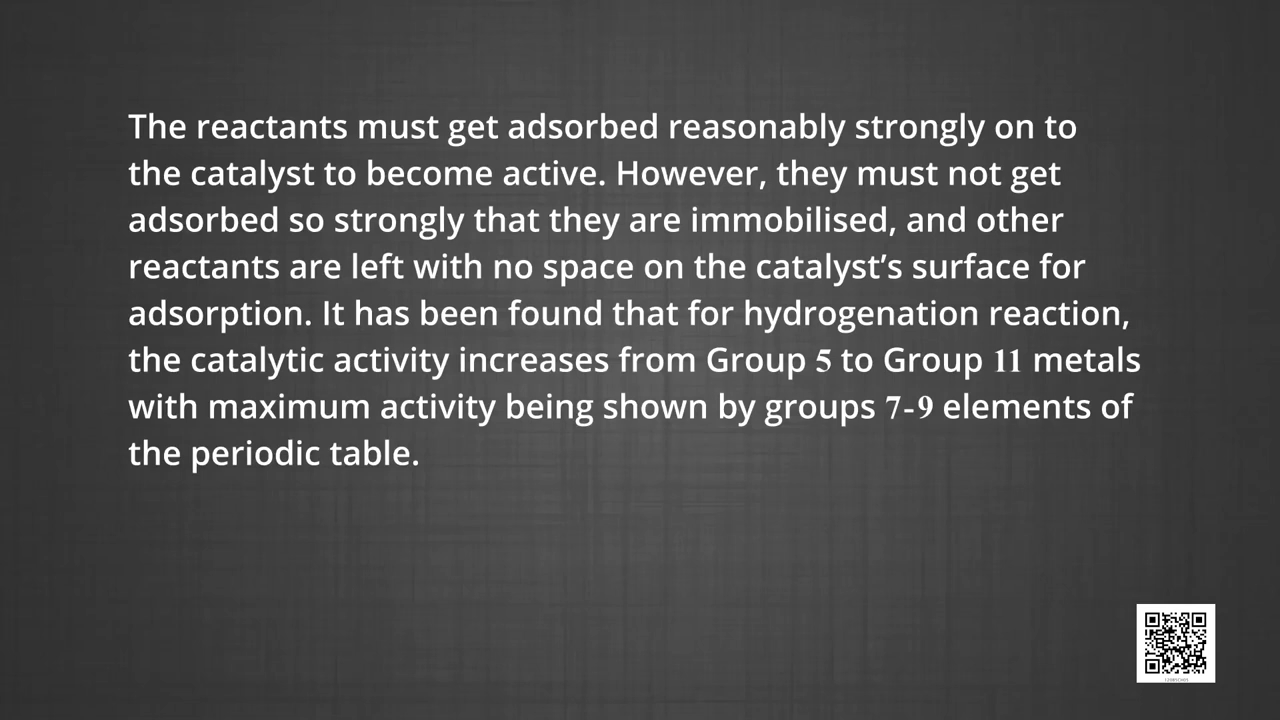 The reactants must get adsorbed reasonably strongly on to
the catalyst to become active. However, they must not get
adsorbed so strongly that they are immobilised, and other
reactants are left with no space on the catalyst’s surface for
adsorption. It has been found that for hydrogenation reaction,
the catalytic activity increases from Group 5 to Group 11 metals
with maximum activity being shown by groups 7-9 elements of
the periodic table.